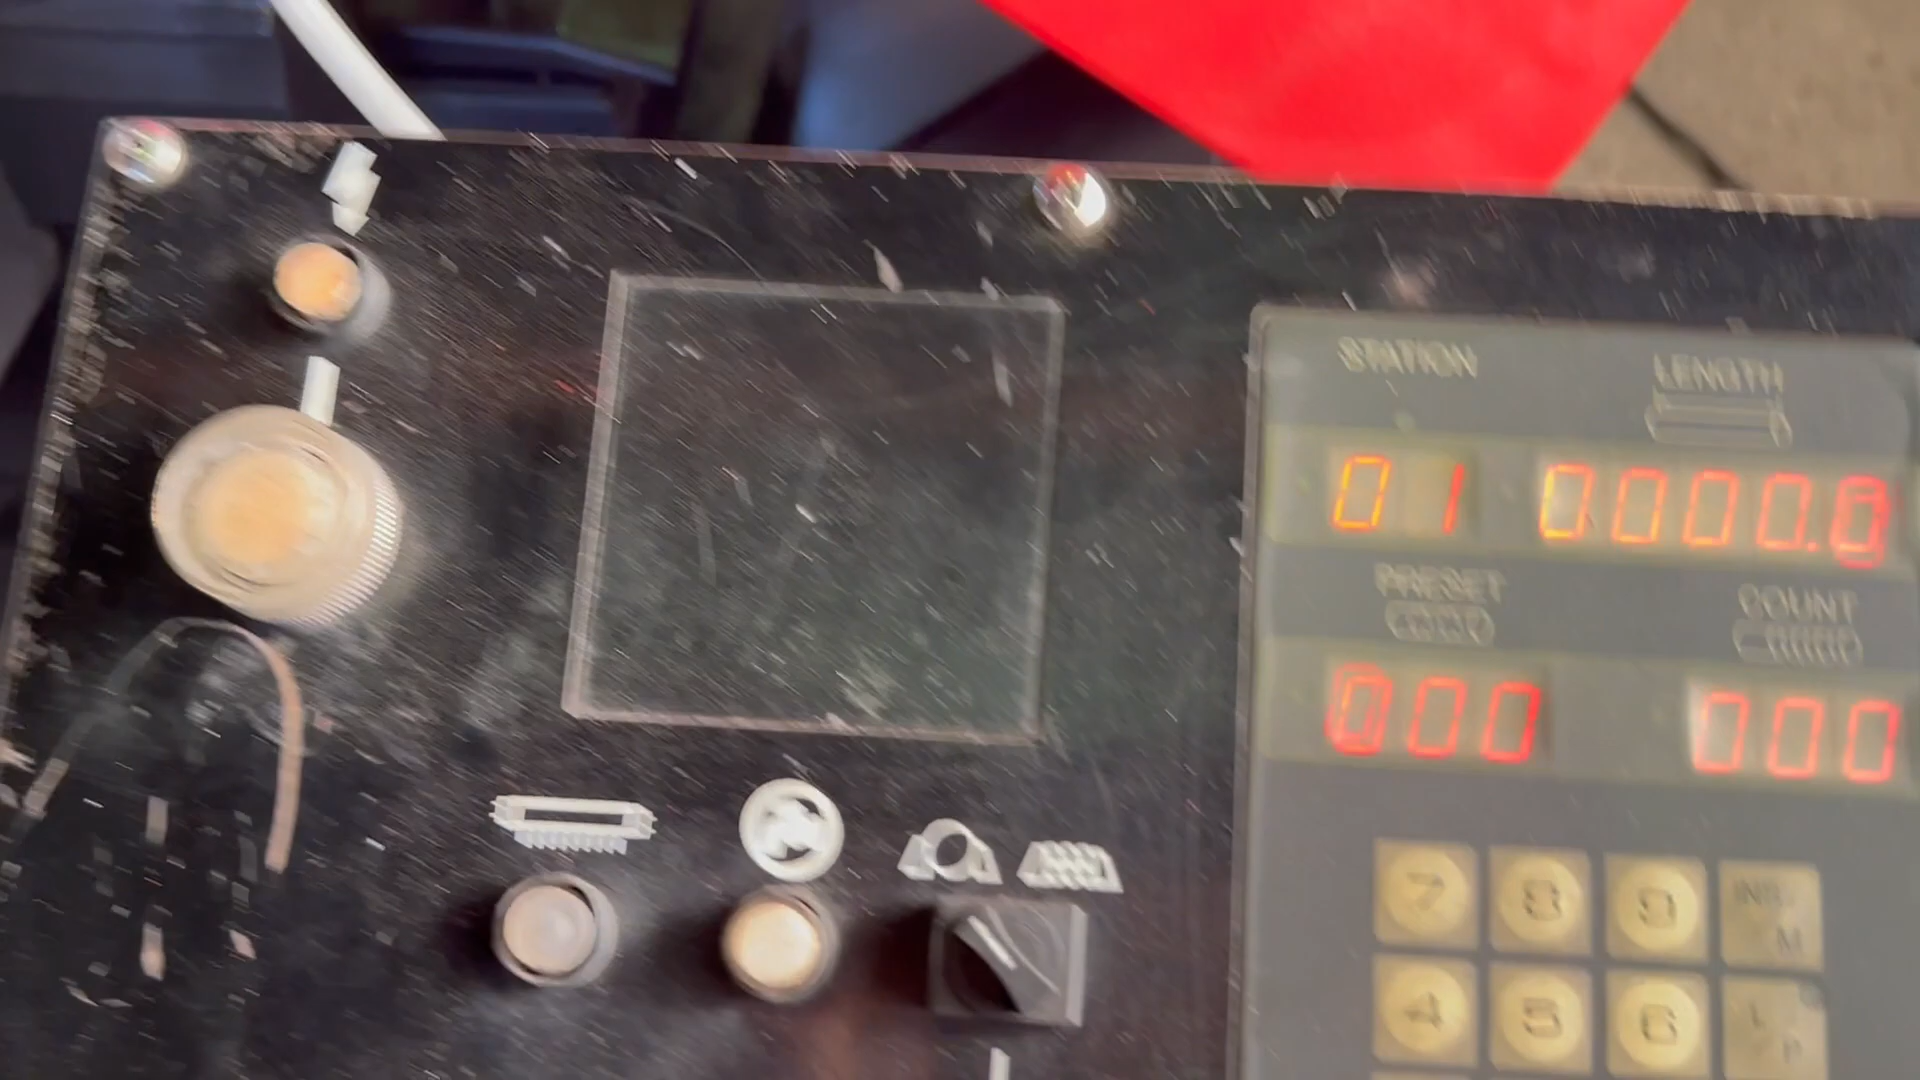 STATION LENGTH
01 0000.0
PRESET COUNT
000 000
7 8 9
M
4 5 6
P